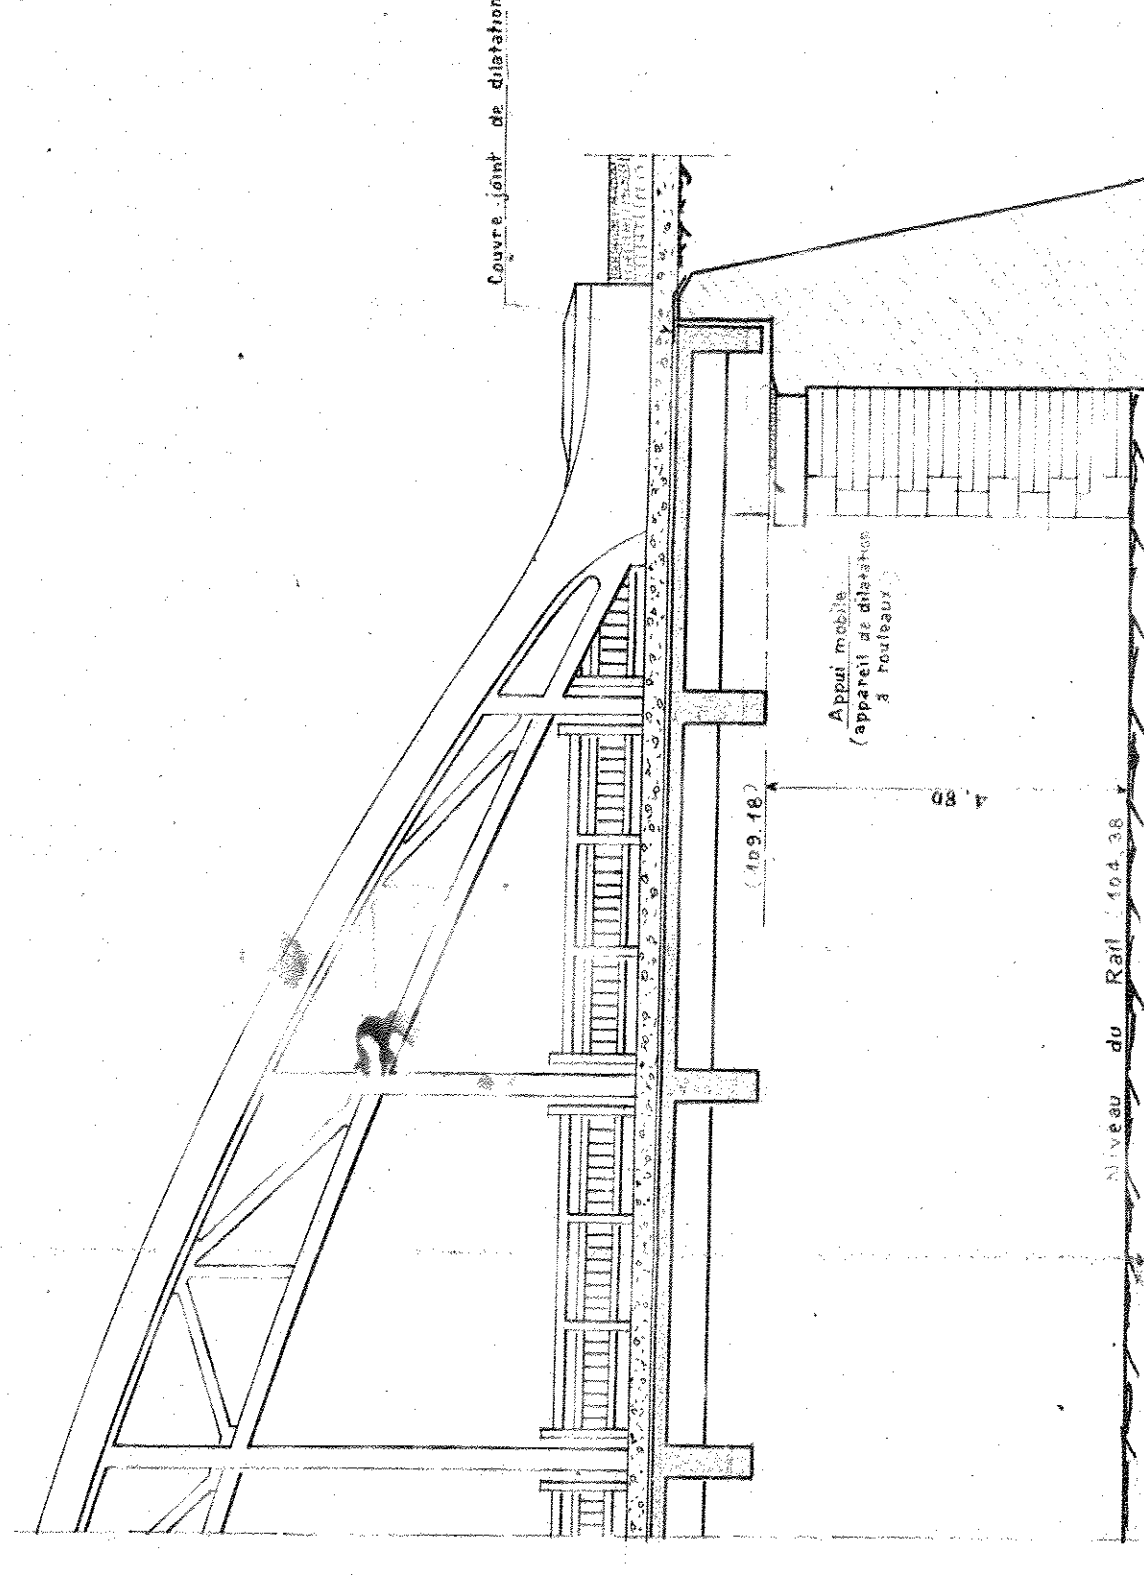 Couvre joint de dilatation
Appui mobile
(appareil de dilatation
à rouleaux)
(109.18)
4.80
Niveau du Rail (104,38